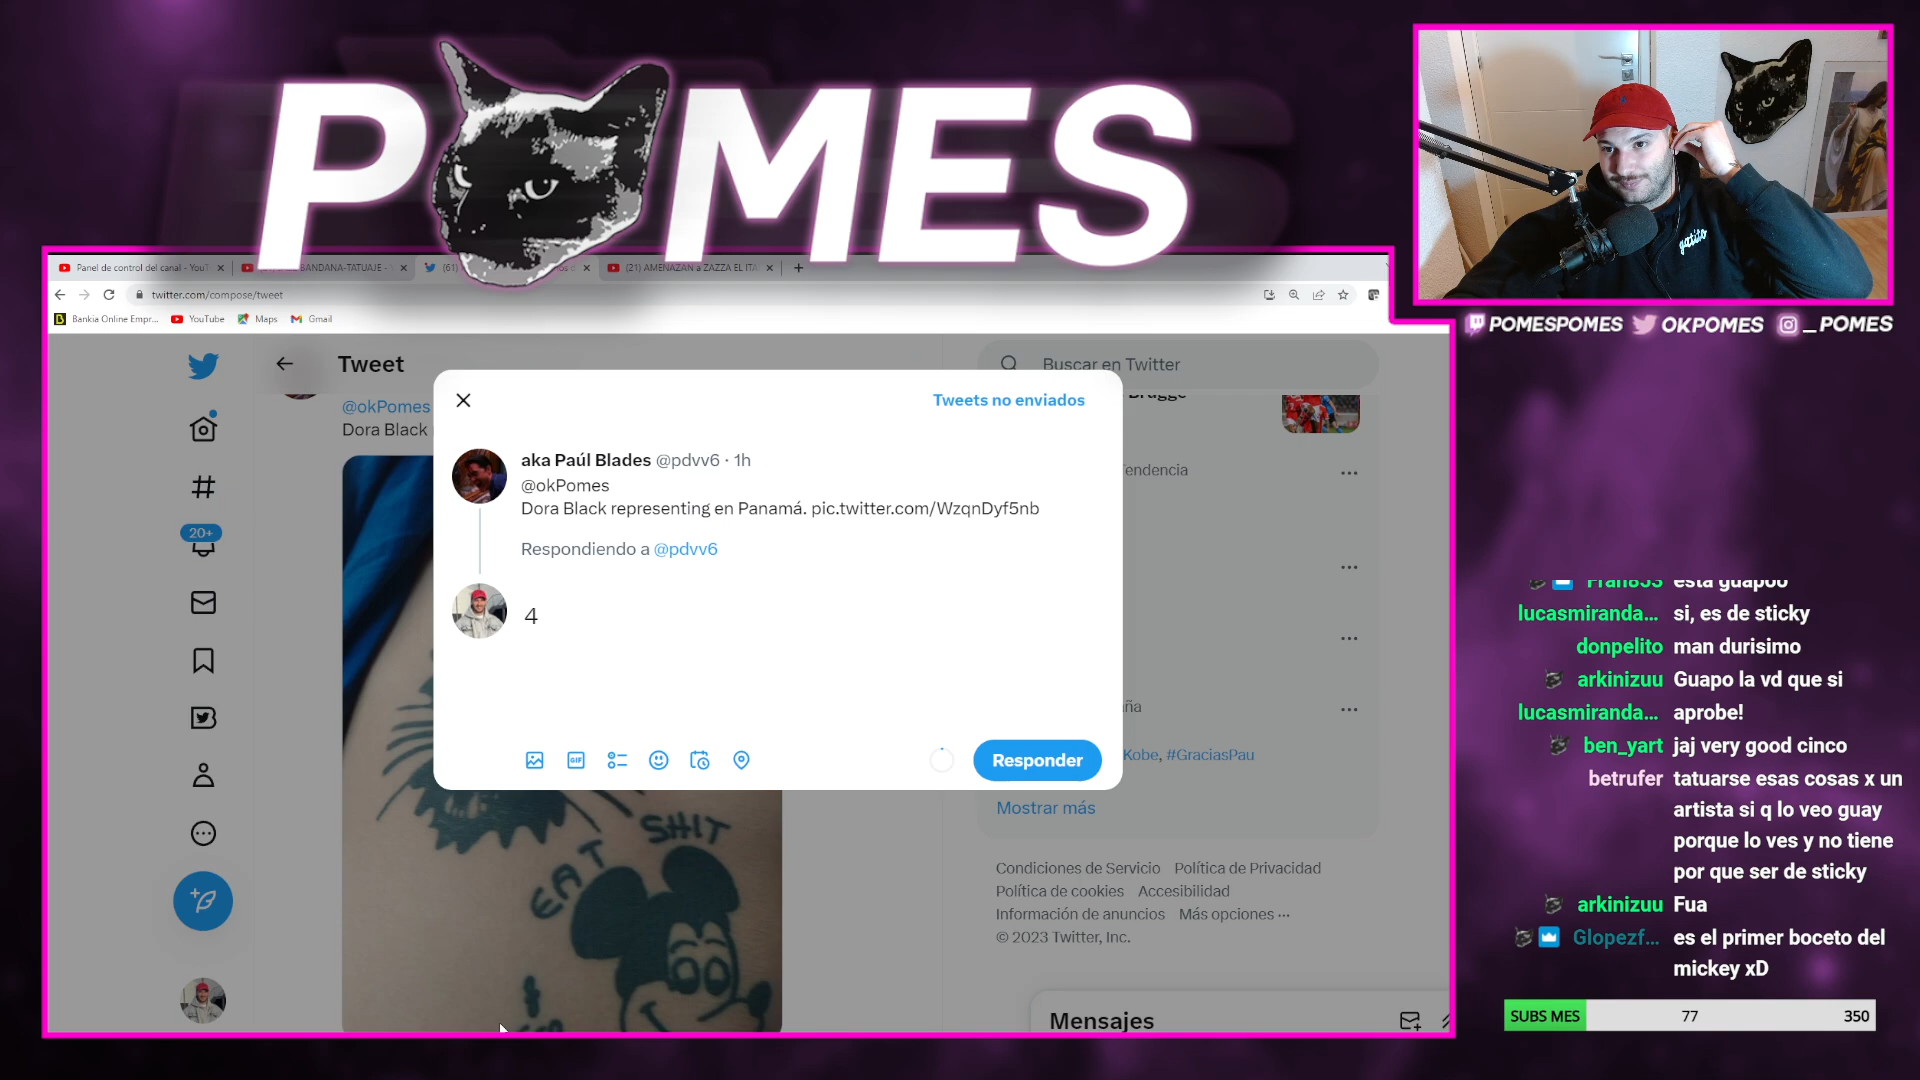 POMES
Panel de control del canal - YouT
BANDANA-TATUAJE -
(61)
(21) AMENAZAN a ZAZZA EL ITA
twitter.com/compose/tweet
Bankia Online Empr...
YouTube
Maps
Gmail
Tweet
Buscar en Twitter
@okPomes
Dora Black
Tweets no enviados
aka Paúl Blades @pdvv6 · 1h
@okPomes
Dora Black representing en Panamá. pic.twitter.com/WzqnDyf5nb
Respondiendo a @pdvv6
4
GIF
Responder
20+
Brugge
Tendencia
Kobe, #GraciasPau
Mostrar más
Condiciones de Servicio Política de Privacidad
Política de cookies Accesibilidad
Información de anuncios Más opciones ···
© 2023 Twitter, Inc.
Mensajes
EAT SHIT
gatito
POMESPOMES OKPOMES _POMES
Fran853 esta guapoo
lucasmiranda... si, es de sticky
donpelito man durisimo
arkinizuu Guapo la vd que si
lucasmiranda... aprobe!
ben_yart jaj very good cinco
betrufer tatuarse esas cosas x un
artista si q lo veo guay
porque lo ves y no tiene
por que ser de sticky
arkinizuu Fua
Glopezf... es el primer boceto del
mickey xD
SUBS MES 77 350